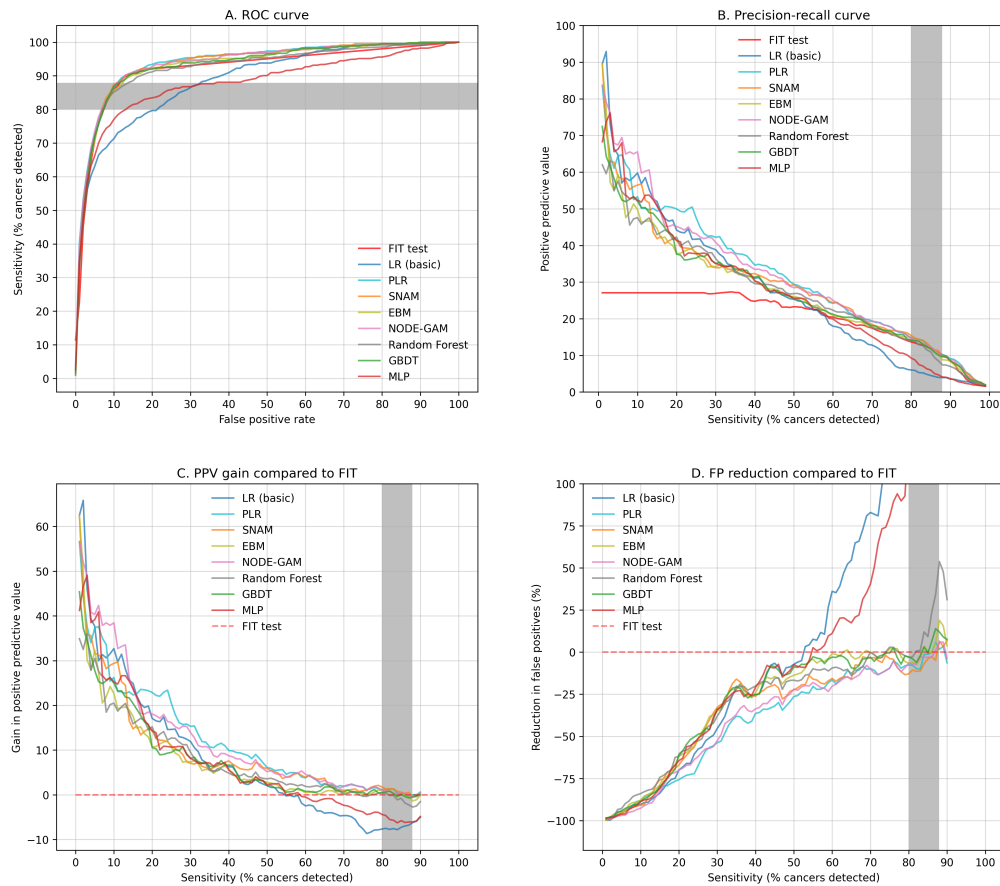 A. ROC curve
100
90
80
70
60
50
40
30
20
10
0
Sensitivity (% cancers detected)
FIT test
LR (basic)
PLR
SNAM
EBM
NODE-GAM
Random Forest
GBDT
MLP
0 10 20 30 40 50 60 70 80 90 100
False positive rate
B. Precision-recall curve
100
90
80
70
60
50
40
30
20
10
0
Positive predicive value
FIT test
LR (basic)
PLR
SNAM
EBM
NODE-GAM
Random Forest
GBDT
MLP
0 10 20 30 40 50 60 70 80 90 100
Sensitivity (% cancers detected)
C. PPV gain compared to FIT
60
50
40
30
20
10
0
−10
Gain in positive predictive value
LR (basic)
PLR
SNAM
EBM
NODE-GAM
Random Forest
GBDT
MLP
FIT test
0 10 20 30 40 50 60 70 80 90 100
Sensitivity (% cancers detected)
D. FP reduction compared to FIT
100
75
50
25
0
−25
−50
−75
−100
Reduction in false positives (%)
LR (basic)
PLR
SNAM
EBM
NODE-GAM
Random Forest
GBDT
MLP
FIT test
0 10 20 30 40 50 60 70 80 90 100
Sensitivity (% cancers detected)